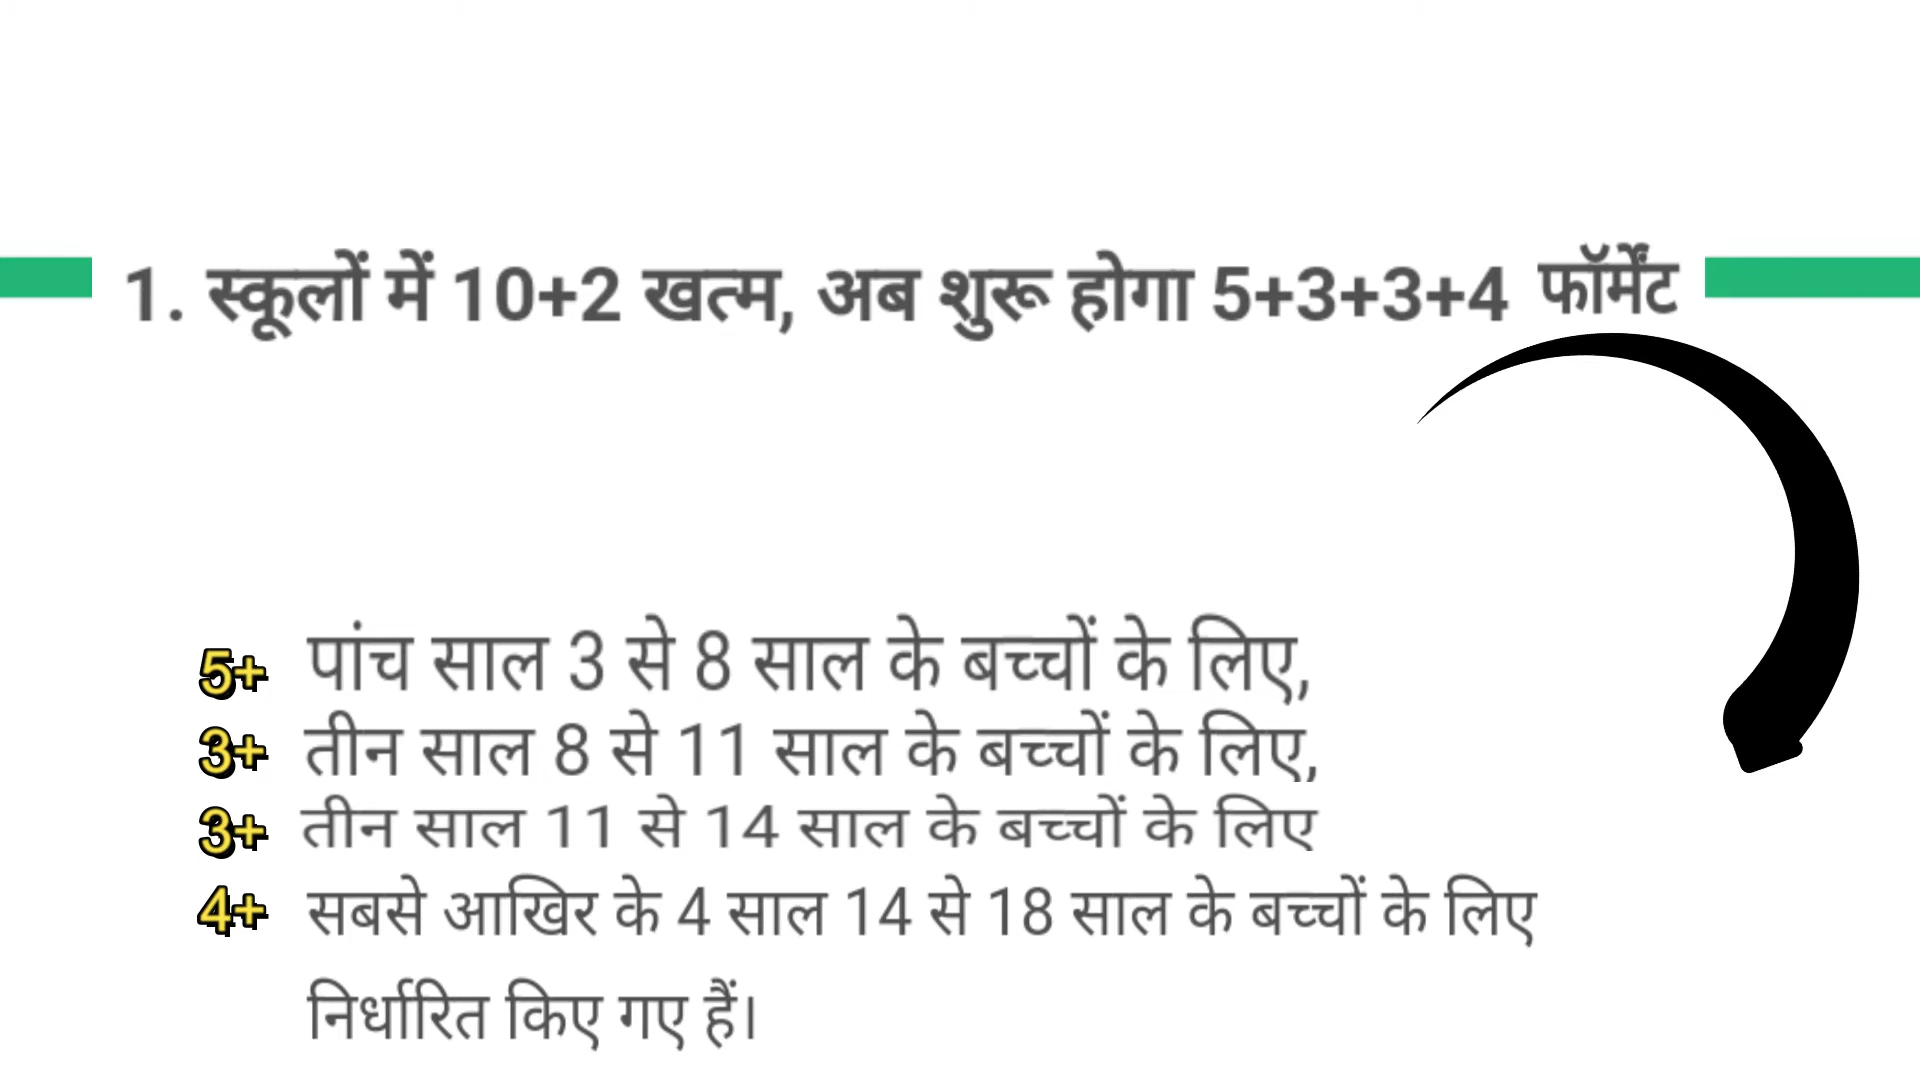 1. स्कूलों में 10+2 खत्म, अब शुरू होगा 5+3+3+4 फॉर्मेंट
5+ पांच साल 3 से 8 साल के बच्चों के लिए,
3+ तीन साल 8 से 11 साल के बच्चों के लिए,
3+ तीन साल 11 से 14 साल के बच्चों के लिए
4+ सबसे आखिर के 4 साल 14 से 18 साल के बच्चों के लिए
निर्धारित किए गए हैं।